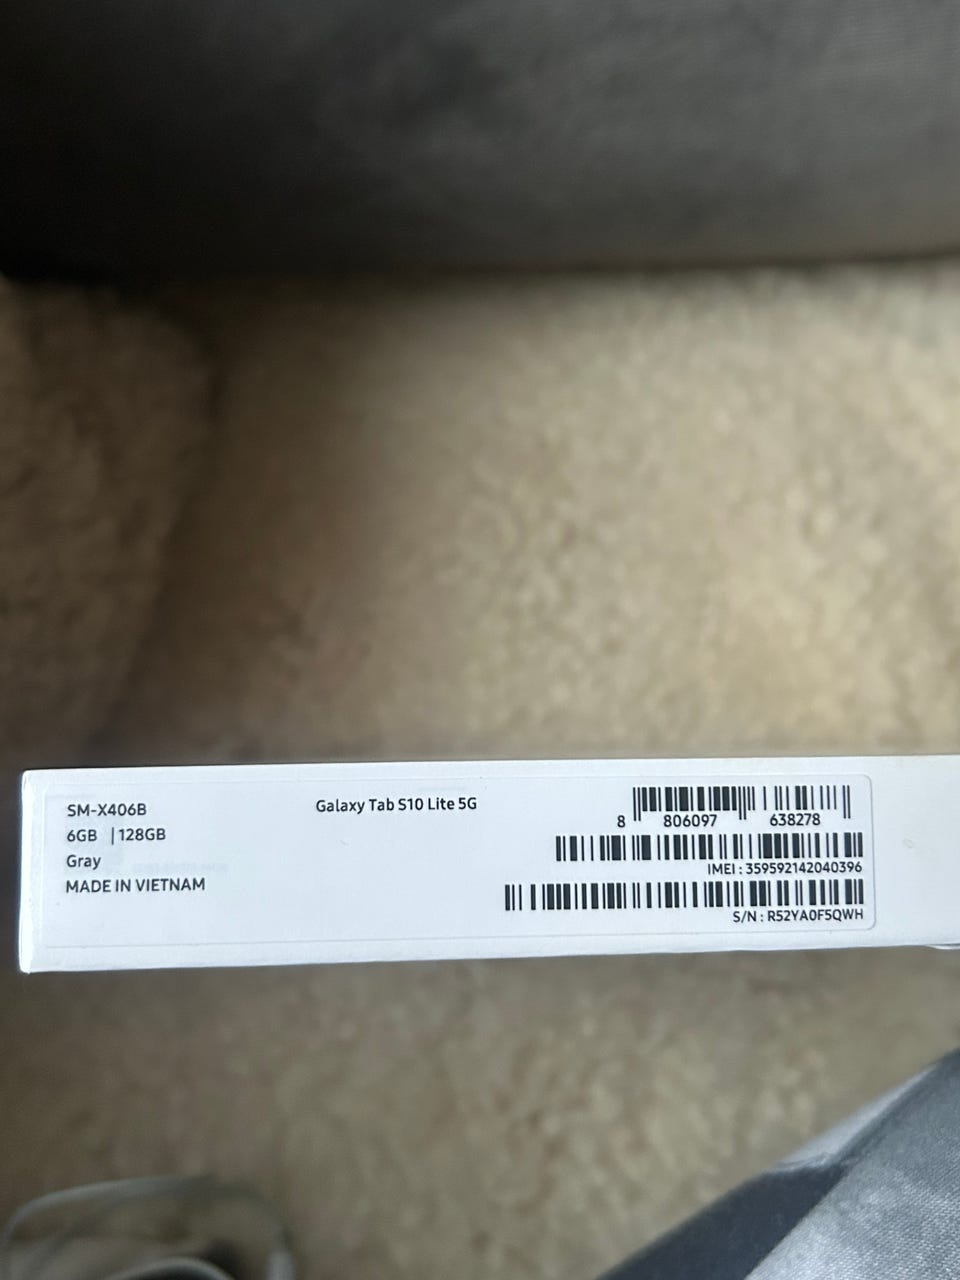 SM-X406B
6GB | 128GB
Gray
MADE IN VIETNAM
Galaxy Tab S10 Lite 5G
8 806097 638278
IMEI : 359592142040396
S/N : R52YA0F5QWH